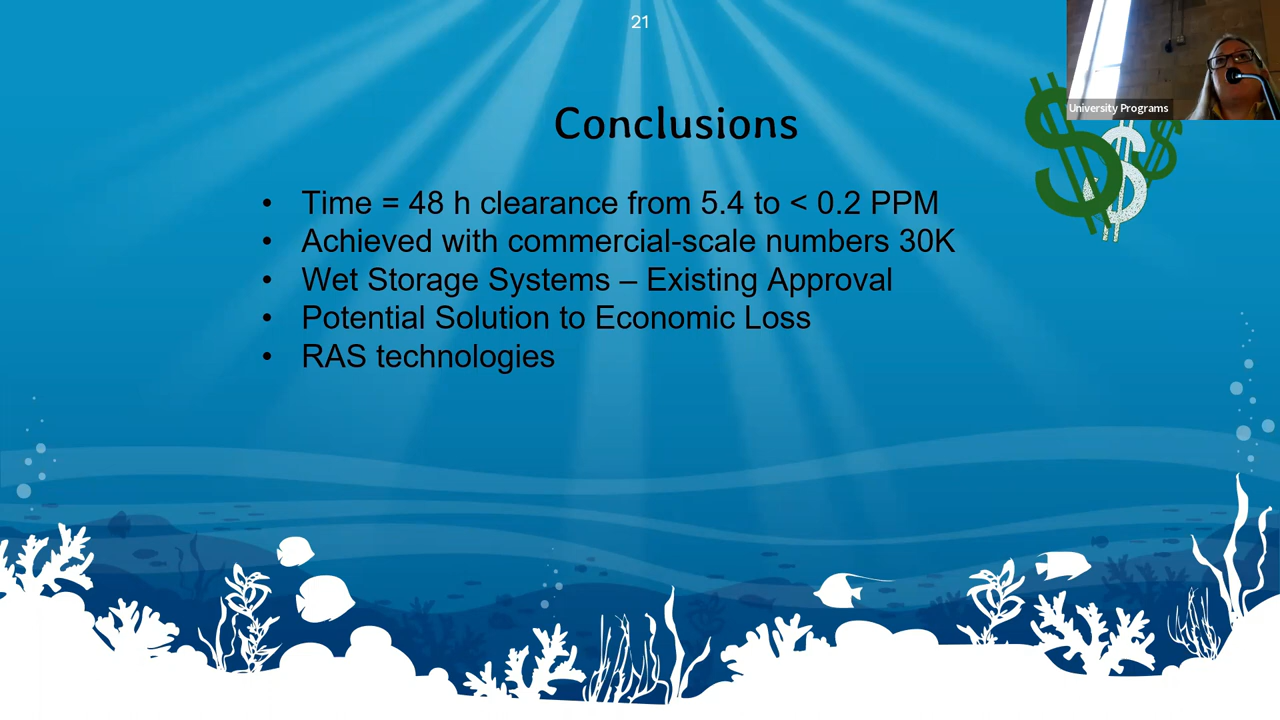 21
University Programs
Conclusions
• Time = 48 h clearance from 5.4 to < 0.2 PPM
• Achieved with commercial-scale numbers 30K
• Wet Storage Systems – Existing Approval
• Potential Solution to Economic Loss
• RAS technologies
$ $ $ $